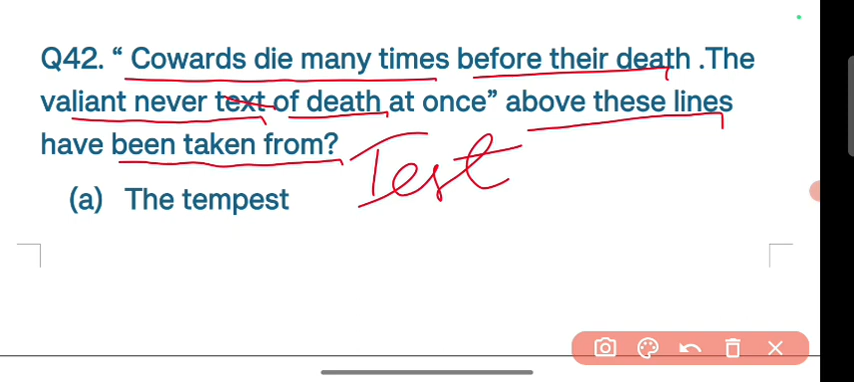 Q42. “ Cowards die many times before their death .The
valiant never text of death at once” above these lines
have been taken from?
Test
(a) The tempest